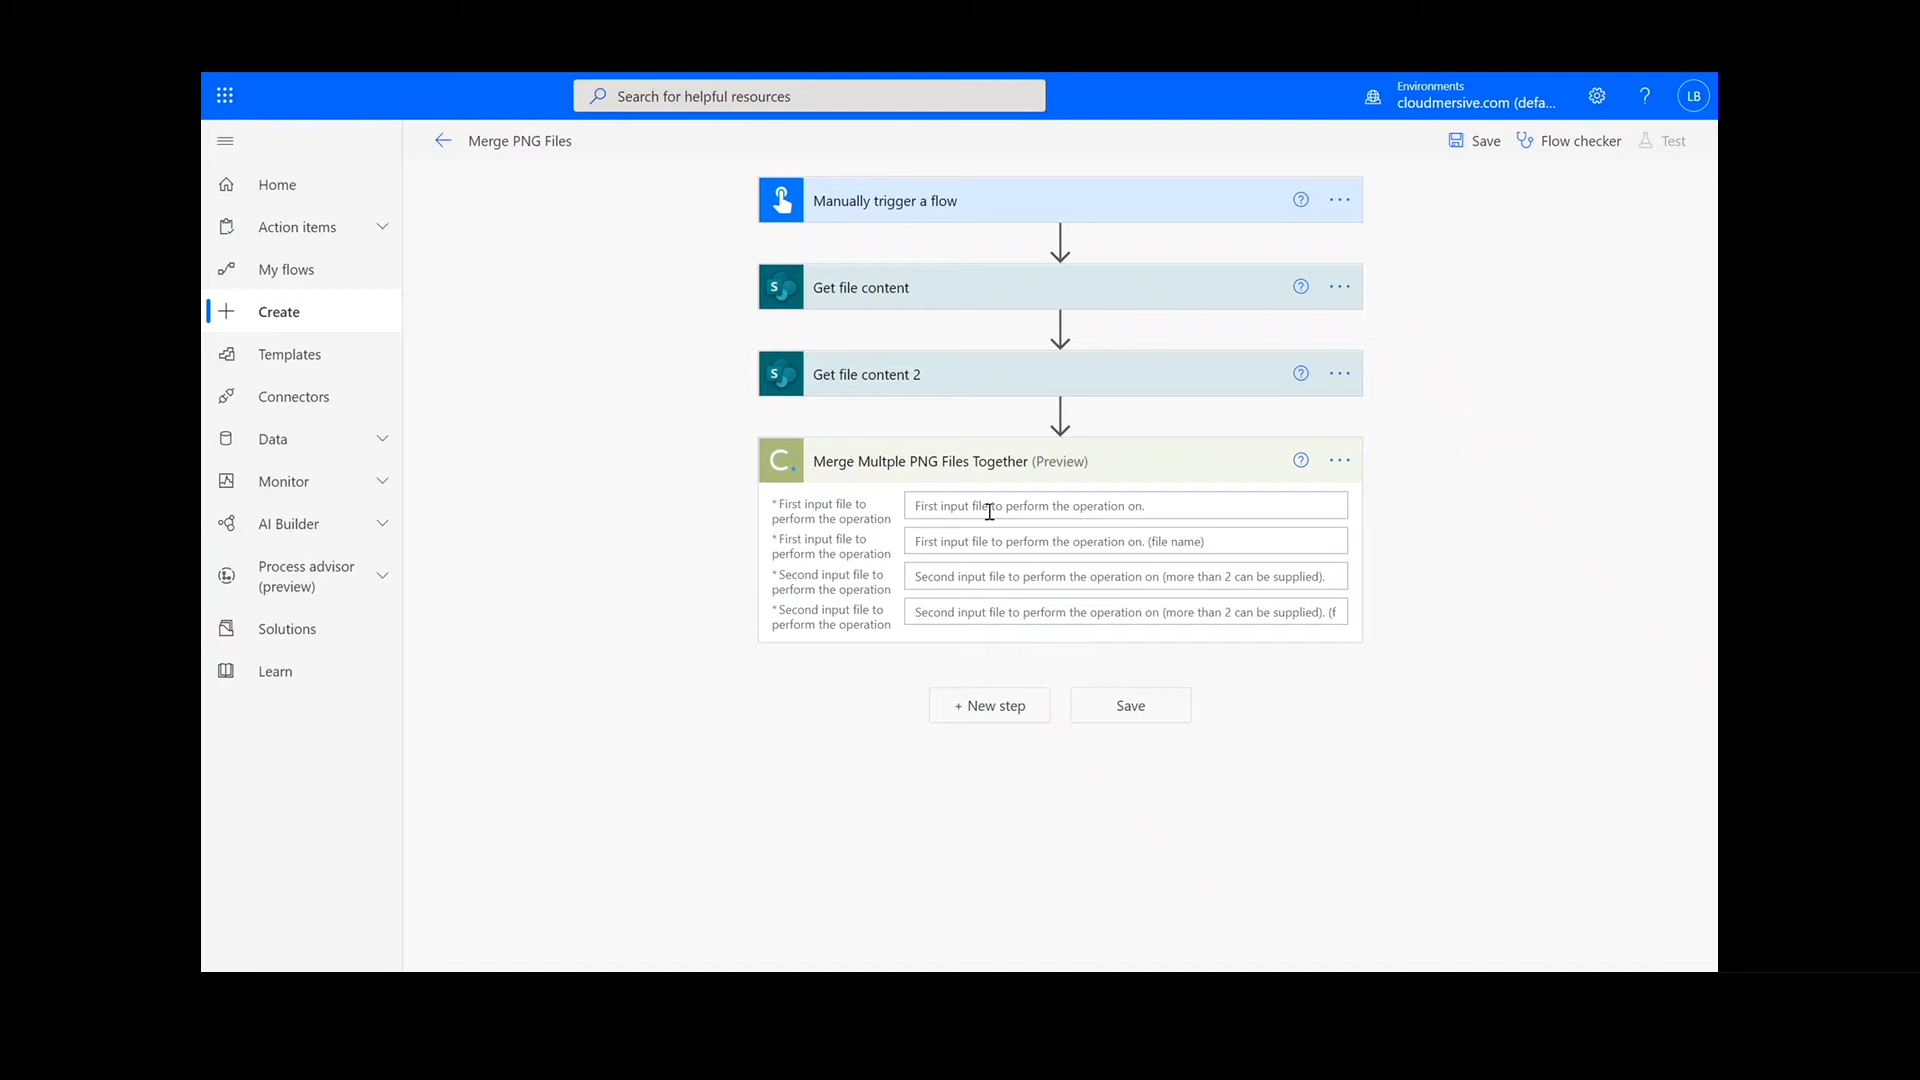 Search for helpful resources
Environments
cloudmersive.com (defa...
?
LB
Merge PNG Files
Save
Flow checker
Test
Home
Action items
My flows
Create
Templates
Connectors
Data
Monitor
AI Builder
Process advisor
(preview)
Solutions
Learn
Manually trigger a flow
?
S
Get file content
?
S
Get file content 2
?
C.
Merge Multple PNG Files Together (Preview)
?
*First input file to
perform the operation
First input file to perform the operation on.
*First input file to
perform the operation
First input file to perform the operation on. (file name)
*Second input file to
perform the operation
Second input file to perform the operation on (more than 2 can be supplied).
*Second input file to
perform the operation
Second input file to perform the operation on (more than 2 can be supplied). (f
+ New step
Save